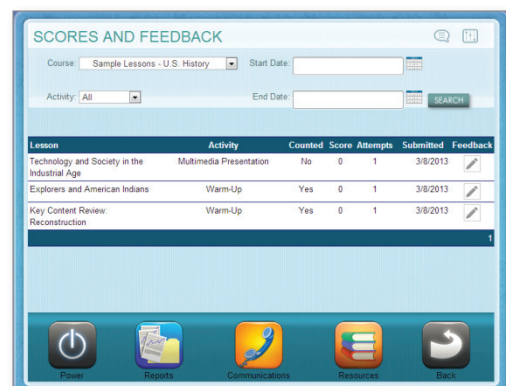 SCORES AND FEEDBACK
Course: Sample Lessons - U.S. History Start Date:
Activity: All End Date: SEARCH
Lesson Activity Counted Score Attempts Submitted Feedback
Technology and Society in the Multimedia Presentation No 0 1 3/8/2013
Industrial Age
Explorers and American Indians Warm-Up Yes 0 1 3/8/2013
Key Content Review: Warm-Up Yes 0 1 3/8/2013
Reconstruction
1
Power Reports Communications Resources Back